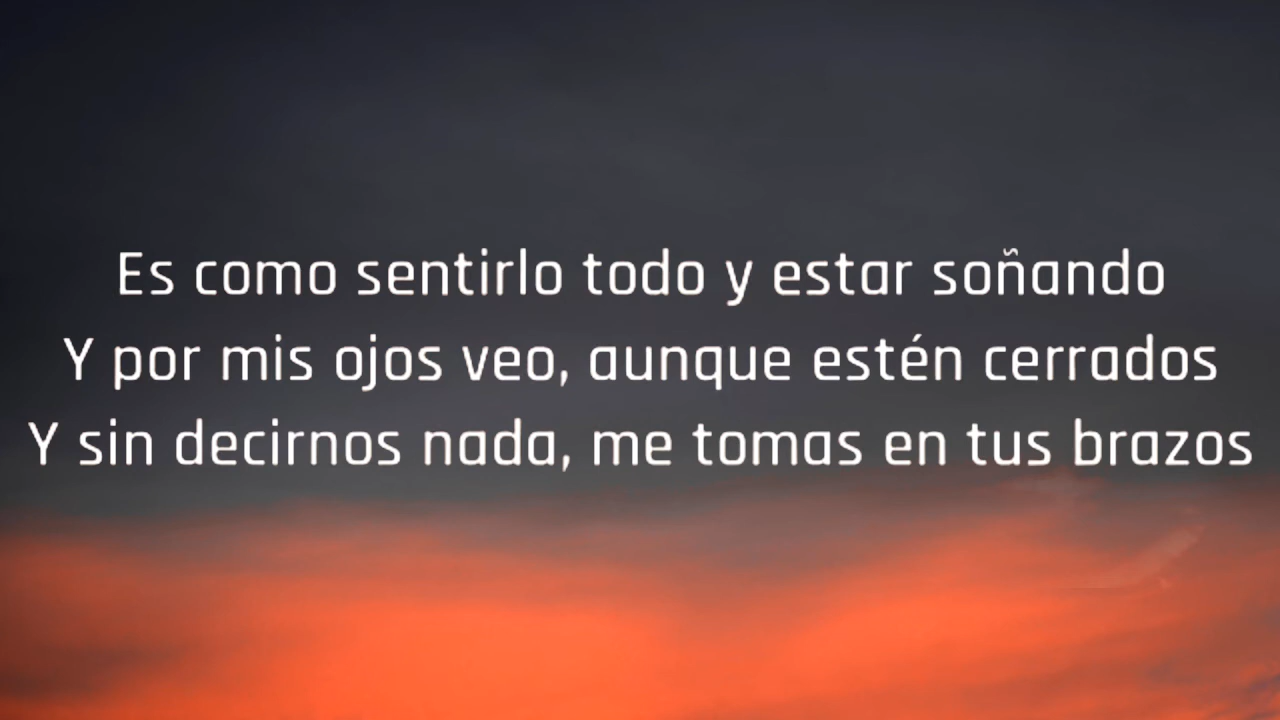 Es como sentirlo todo y estar soñando
Y por mis ojos veo, aunque estén cerrados
Y sin decirnos nada, me tomas en tus brazos